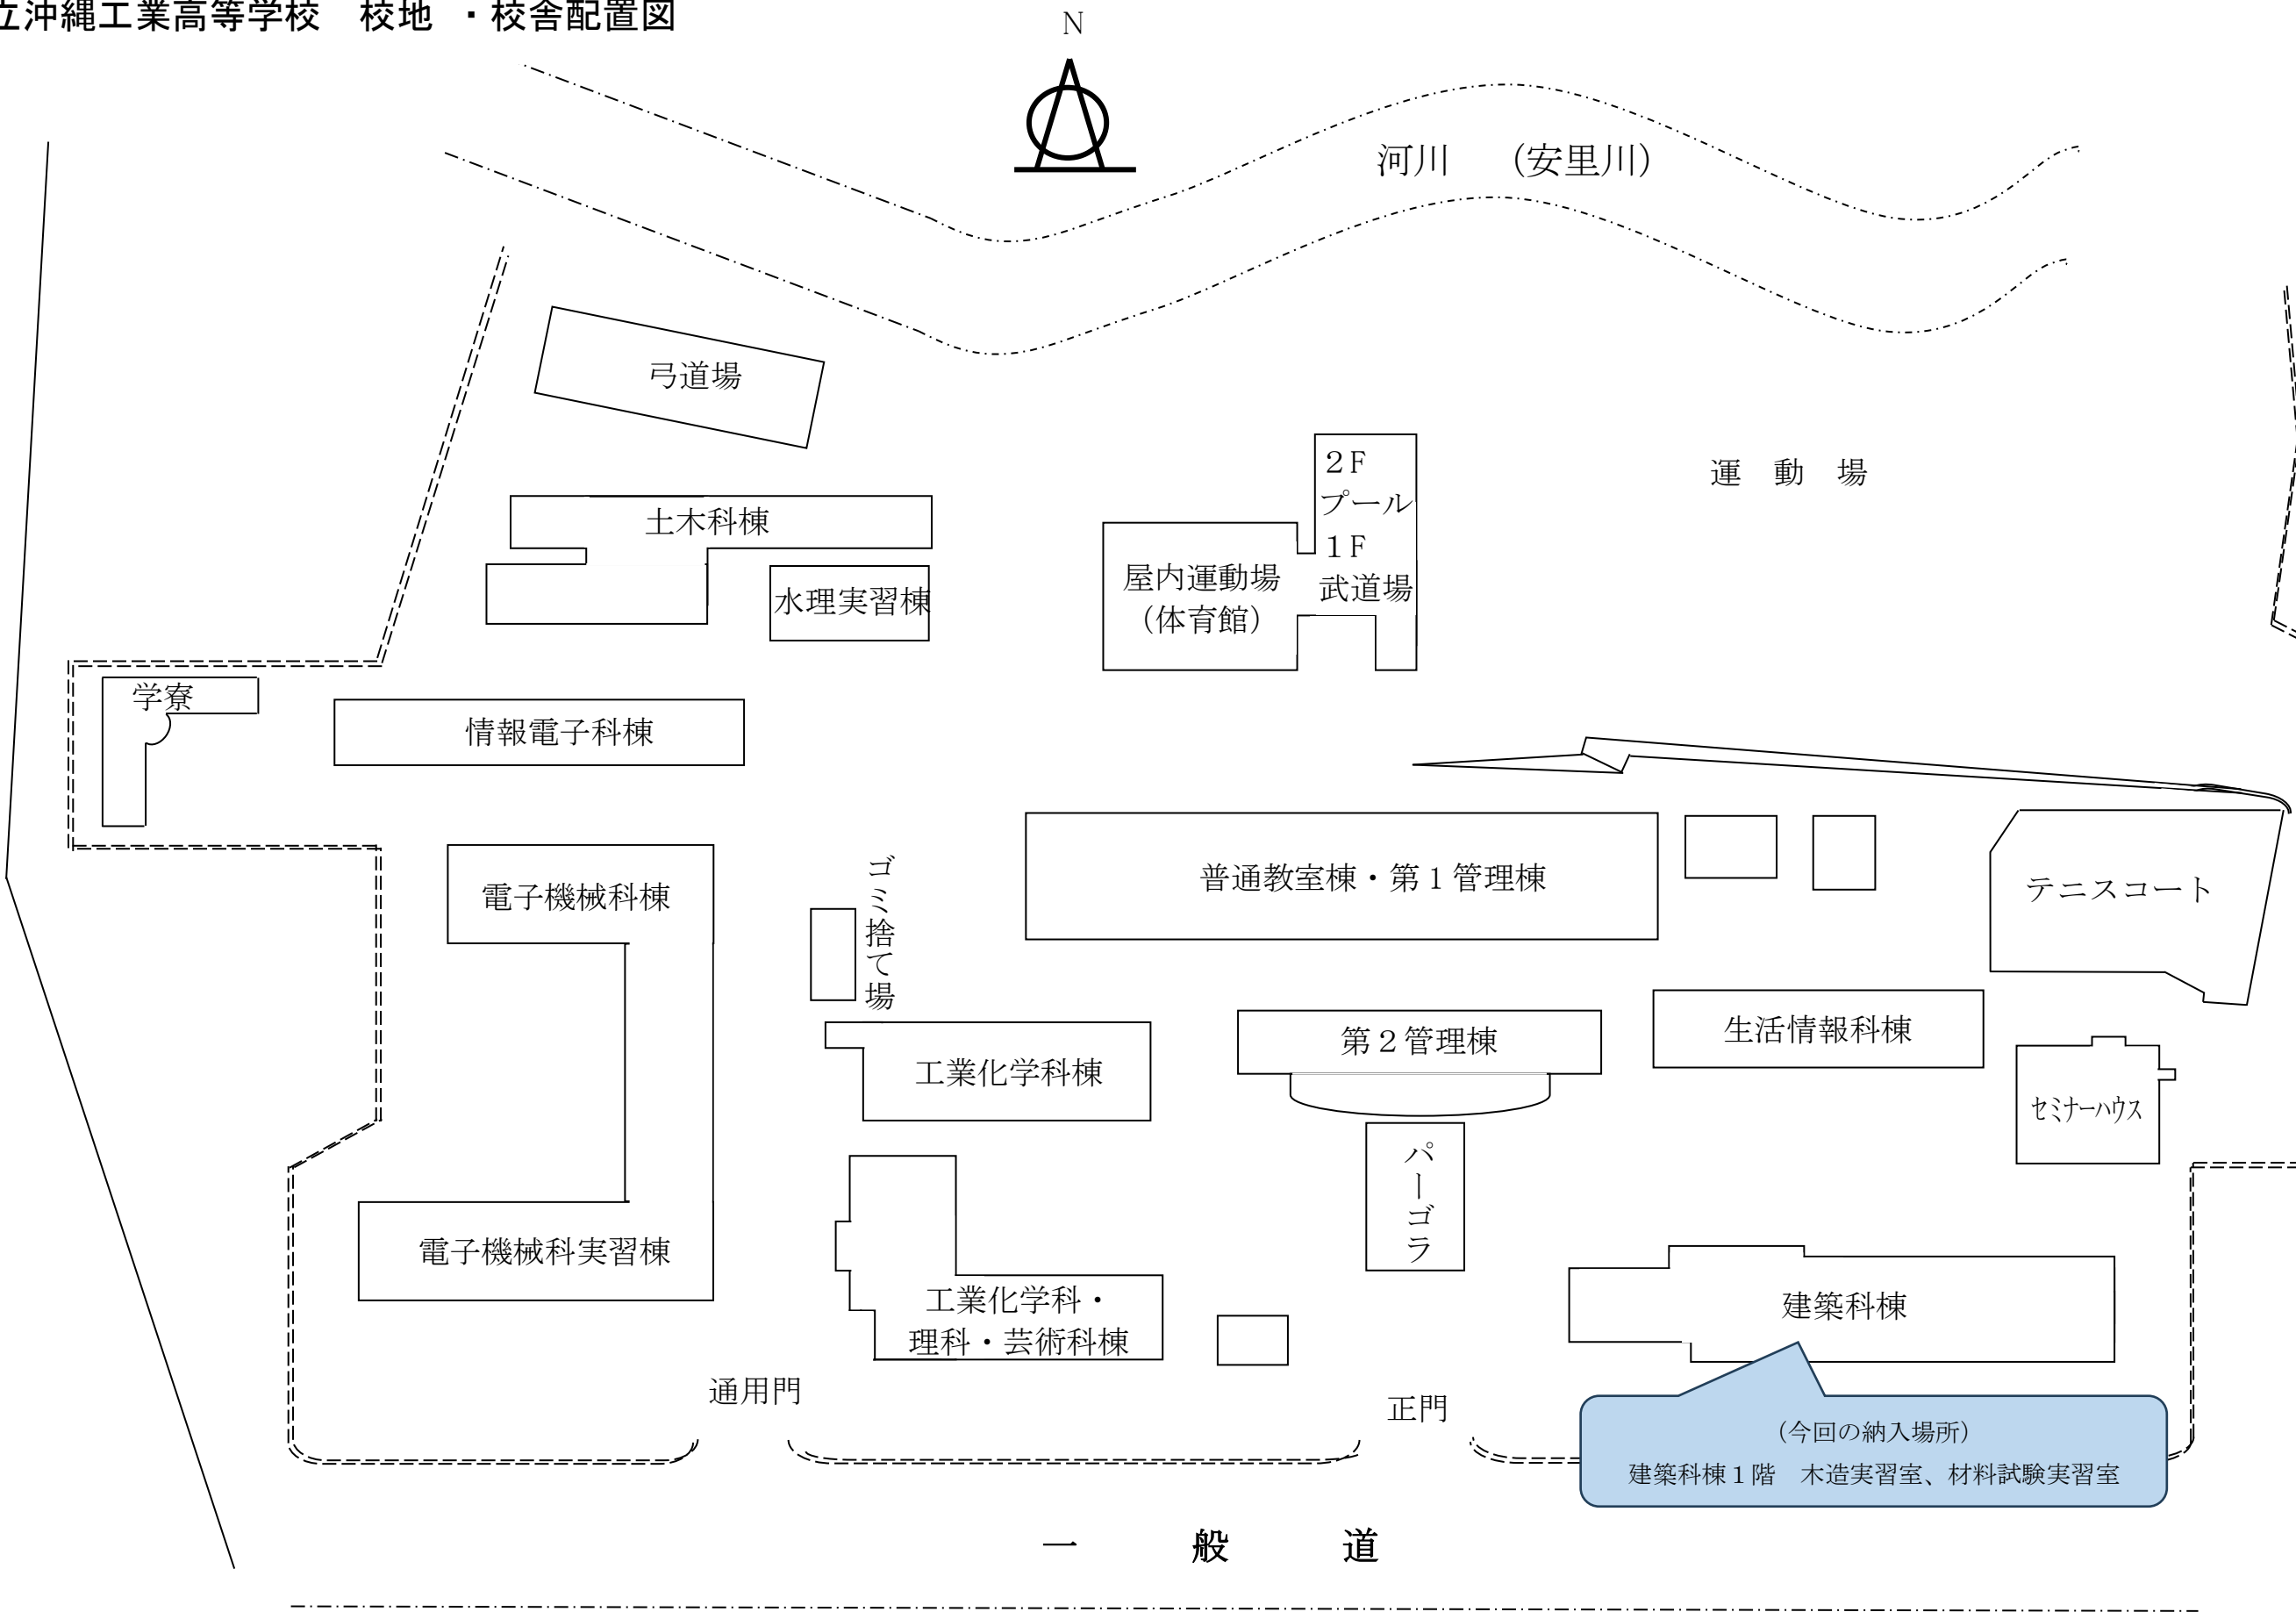 立沖縄工業高等学校　校地　・校舎配置図
N
河川　（安里川）
弓道場
２F
プール
１F
武道場
運　動　場
土木科棟
屋内運動場
（体育館）
水理実習棟
学寮
情報電子科棟
普通教室棟・第１管理棟
電子機械科棟
ゴミ捨て場
テニスコート
第２管理棟
生活情報科棟
工業化学科棟
セミナーハウス
パーゴラ
電子機械科実習棟
工業化学科・
理科・芸術科棟
建築科棟
通用門
正門
（今回の納入場所）
建築科棟１階　木造実習室、材料試験実習室
一　般　道